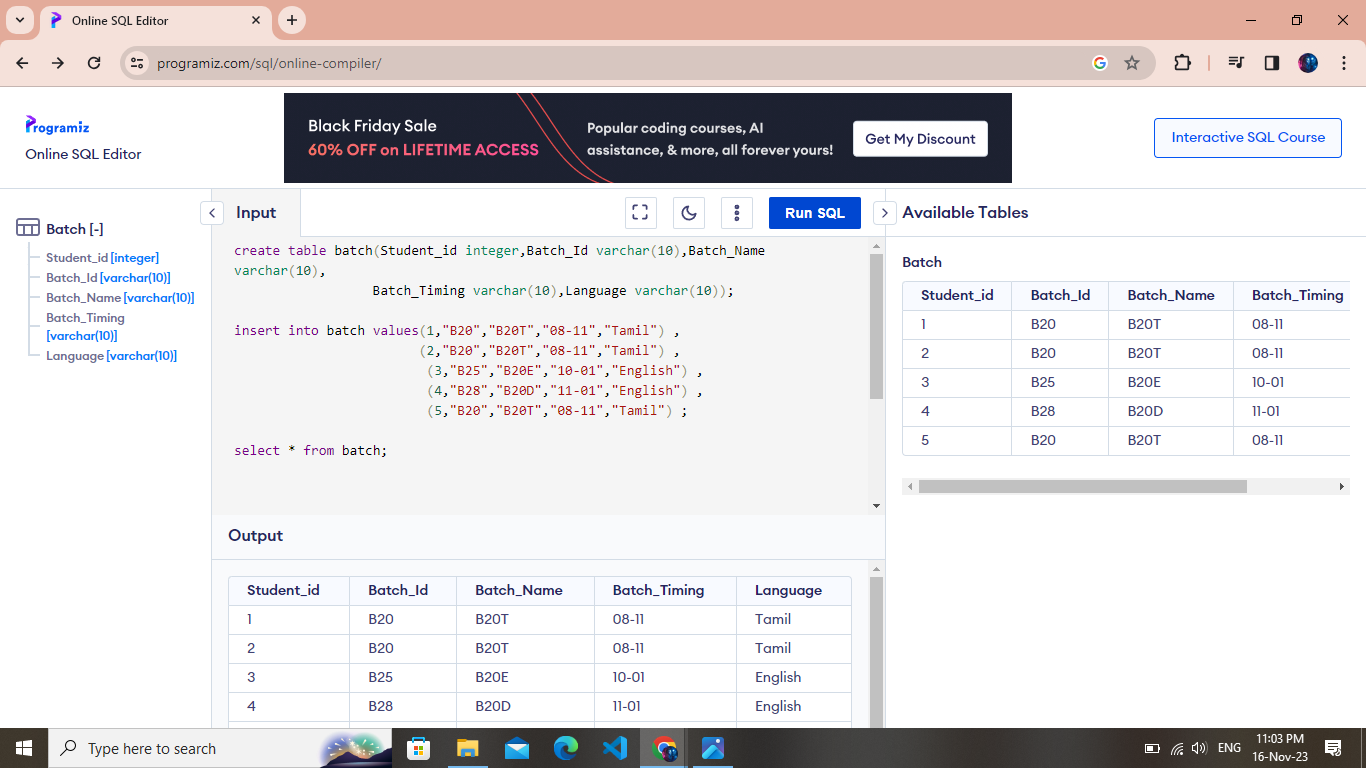 Online SQL Editor
programiz.com/sql/online-compiler/
Programiz
Online SQL Editor
Black Friday Sale
60% OFF on LIFETIME ACCESS
Popular coding courses, AI
assistance, & more, all forever yours!
Get My Discount
Interactive SQL Course
Batch [-]
Student_id [integer]
Batch_Id [varchar(10)]
Batch_Name [varchar(10)]
Batch_Timing
[varchar(10)]
Language [varchar(10)]
Input
Run SQL
create table batch(Student_id integer,Batch_Id varchar(10),Batch_Name
varchar(10),
Batch_Timing varchar(10),Language varchar(10));
insert into batch values(1,"B20","B20T","08-11","Tamil") ,
(2,"B20","B20T","08-11","Tamil") ,
(3,"B25","B20E","10-01","English") ,
(4,"B28","B20D","11-01","English") ,
(5,"B20","B20T","08-11","Tamil") ;
select * from batch;
Output
Student_id Batch_Id Batch_Name Batch_Timing Language
1 B20 B20T 08-11 Tamil
2 B20 B20T 08-11 Tamil
3 B25 B20E 10-01 English
4 B28 B20D 11-01 English
Available Tables
Batch
Student_id Batch_Id Batch_Name Batch_Timing
1 B20 B20T 08-11
2 B20 B20T 08-11
3 B25 B20E 10-01
4 B28 B20D 11-01
5 B20 B20T 08-11
Type here to search
ENG
11:03 PM
16-Nov-23